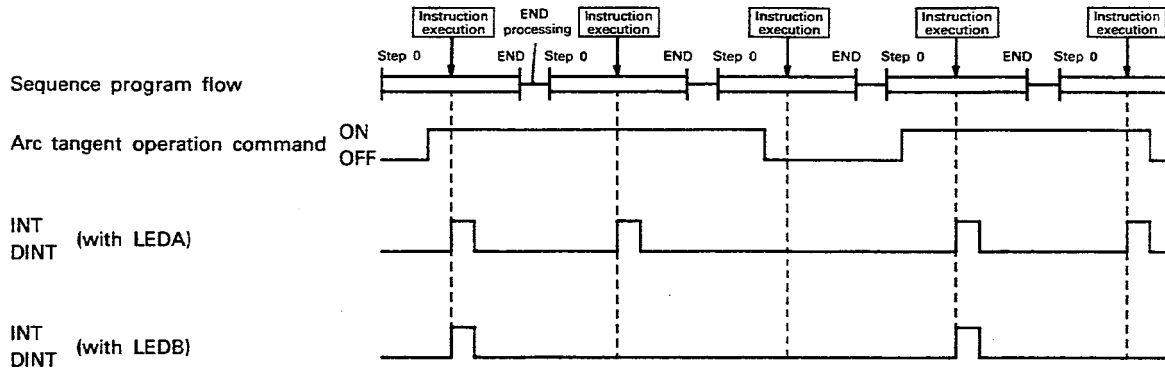 Instruction execution
END processing
Instruction execution
Instruction execution
Instruction execution
Instruction execution
Step 0 END Step 0 END Step 0 END Step 0 END Step 0
Sequence program flow
Arc tangent operation command ON
OFF
INT
DINT (with LEDA)
INT
DINT (with LEDB)